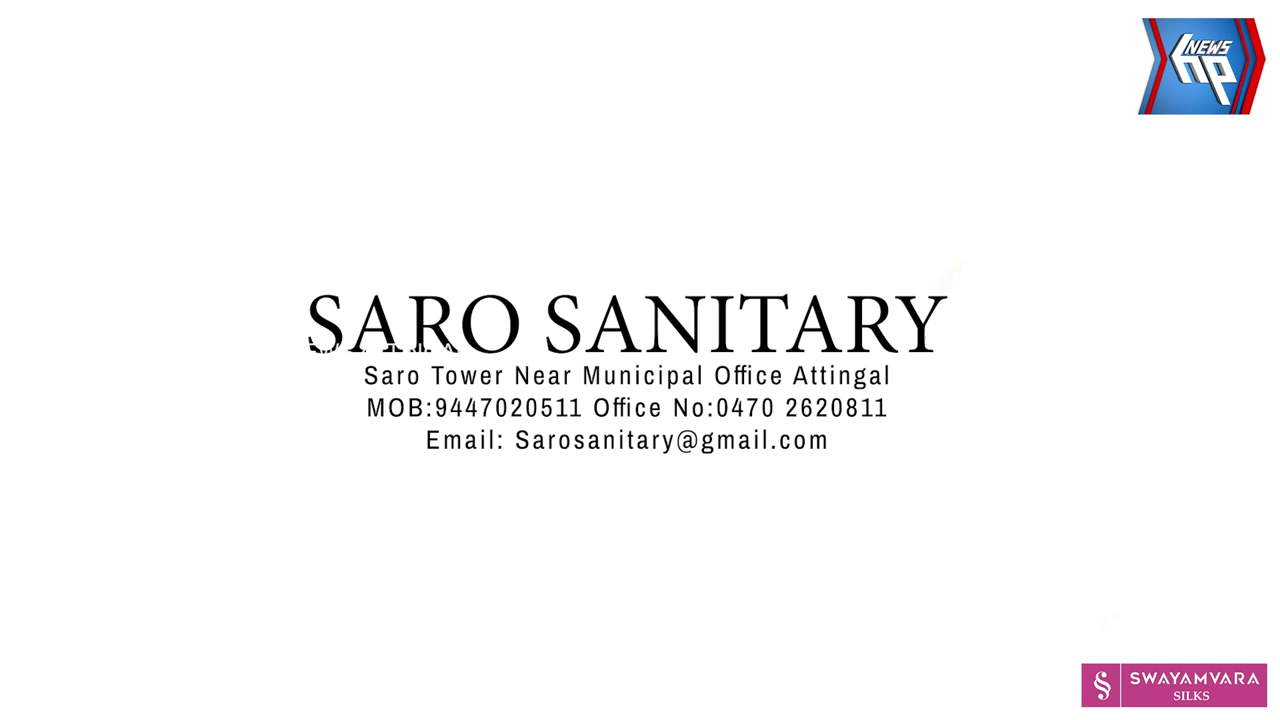 NEWS
SARO SANITARY
Saro Tower Near Municipal Office Attingal
MOB:9447020511 Office No:0470 2620811
Email: Sarosanitary@gmail.com
SWAYAMVARA
SILKS